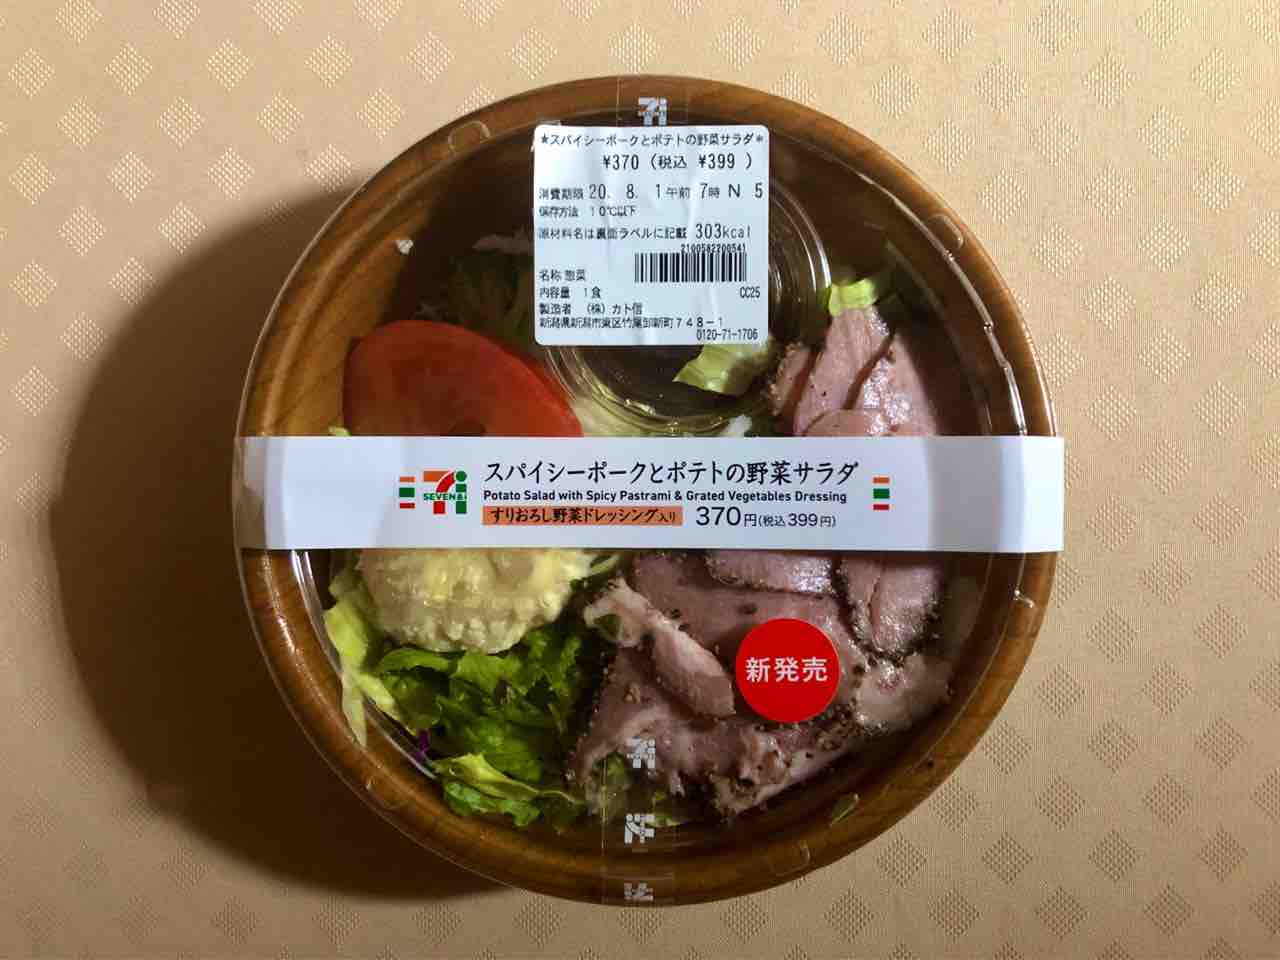 ★スパイシーポークとポテトの野菜サラダ*
¥370（税込 ¥399 ）
消費期限 20. 8. 1午前 7時 N 5
保存方法 10℃以下
原材料名は裏面ラベルに記載 303kcal
2100582200541
名称 惣菜
内容量 1食 CC25
製造者 （株）カト信
新潟県新潟市東区竹尾卸新町748-1
0120-71-1706
スパイシーポークとポテトの野菜サラダ
SEVEN&i
Potato Salad with Spicy Pastrami & Grated Vegetables Dressing
すりおろし野菜ドレッシング入り 370円(税込399円)
新発売